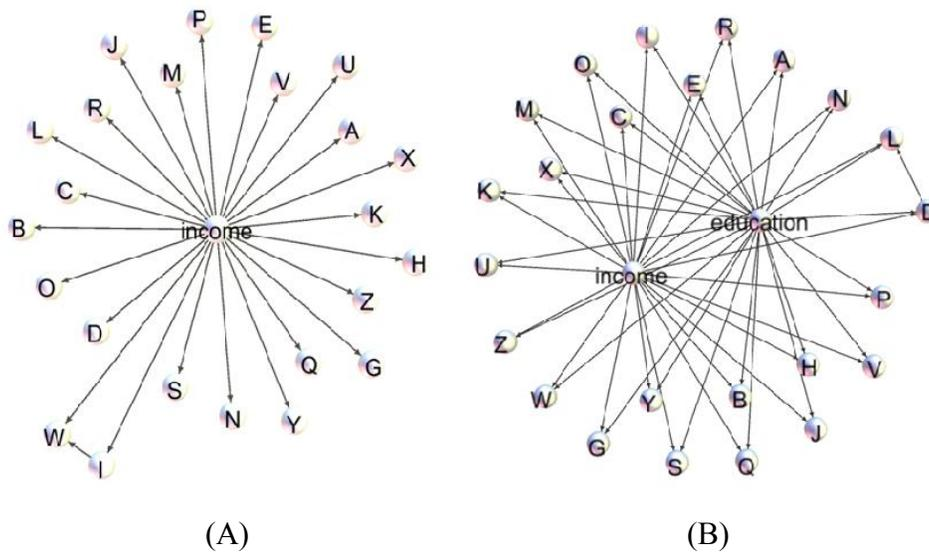 P
E
J
M
V
U
R
L
A
X
C
K
B
income
H
O
Z
D
Q
G
S
N
Y
W
I
(A)
R
I
A
O
E
N
M
C
L
X
K
D
education
U
income
P
Z
H
V
W
Y
B
J
G
S
Q
(B)